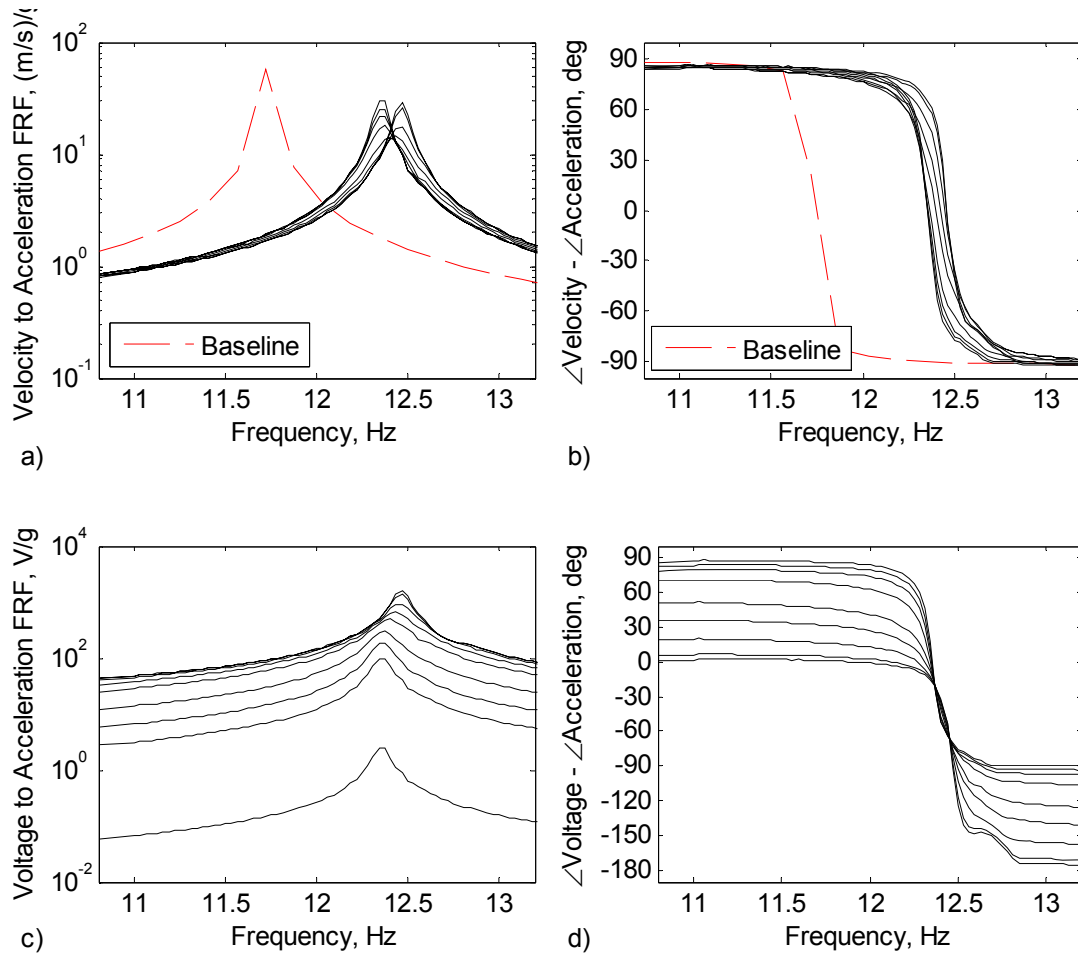 Velocity to Acceleration FRF, (m/s)/
10^2
10^1
10^0
10^-1
11 11.5 12 12.5 13
Frequency, Hz
Baseline
a)
∠Velocity - ∠Acceleration, deg
90
60
30
0
-30
-60
-90
11 11.5 12 12.5 13
Frequency, Hz
Baseline
b)
Voltage to Acceleration FRF, V/g
10^4
10^2
10^0
10^-2
11 11.5 12 12.5 13
Frequency, Hz
c)
∠Voltage - ∠Acceleration, deg
90
60
30
0
-30
-60
-90
-120
-150
-180
11 11.5 12 12.5 13
Frequency, Hz
d)